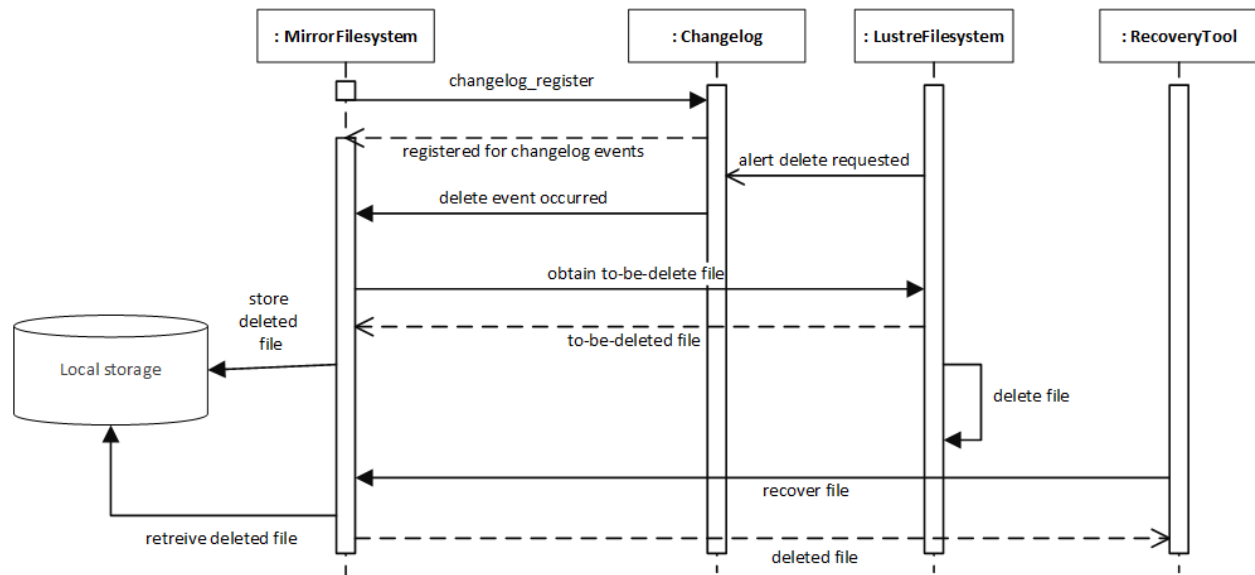 : MirrorFilesystem
: Changelog
: LustreFilesystem
: RecoveryTool
changelog_register
registered for changelog events
alert delete requested
delete event occurred
obtain to-be-delete file
store
deleted
file
to-be-deleted file
Local storage
delete file
recover file
retreive deleted file
deleted file